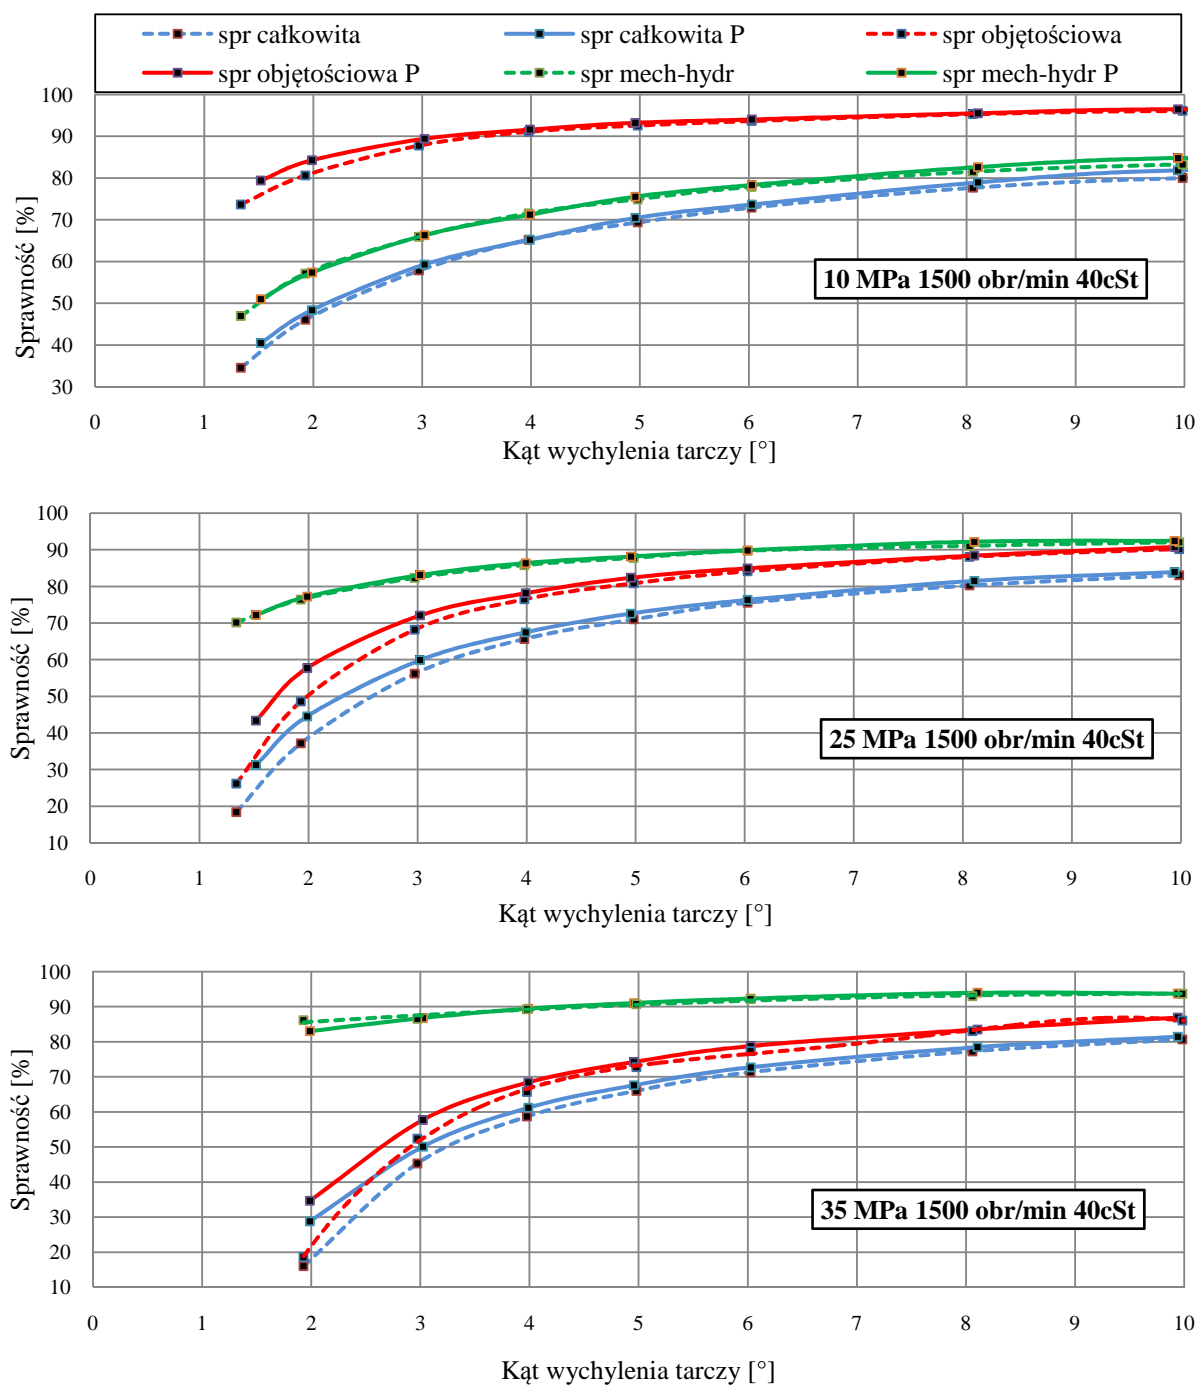 spr całkowita spr całkowita P spr objętościowa
spr objętościowa P spr mech-hydr spr mech-hydr P
Sprawność [%]
100
90
80
70
60
50
40
30
10 MPa 1500 obr/min 40cSt
0 1 2 3 4 5 6 7 8 9 10
Kąt wychylenia tarczy [°]
Sprawność [%]
100
90
80
70
60
50
40
30
20
10
25 MPa 1500 obr/min 40cSt
0 1 2 3 4 5 6 7 8 9 10
Kąt wychylenia tarczy [°]
Sprawność [%]
100
90
80
70
60
50
40
30
20
10
35 MPa 1500 obr/min 40cSt
0 1 2 3 4 5 6 7 8 9 10
Kąt wychylenia tarczy [°]